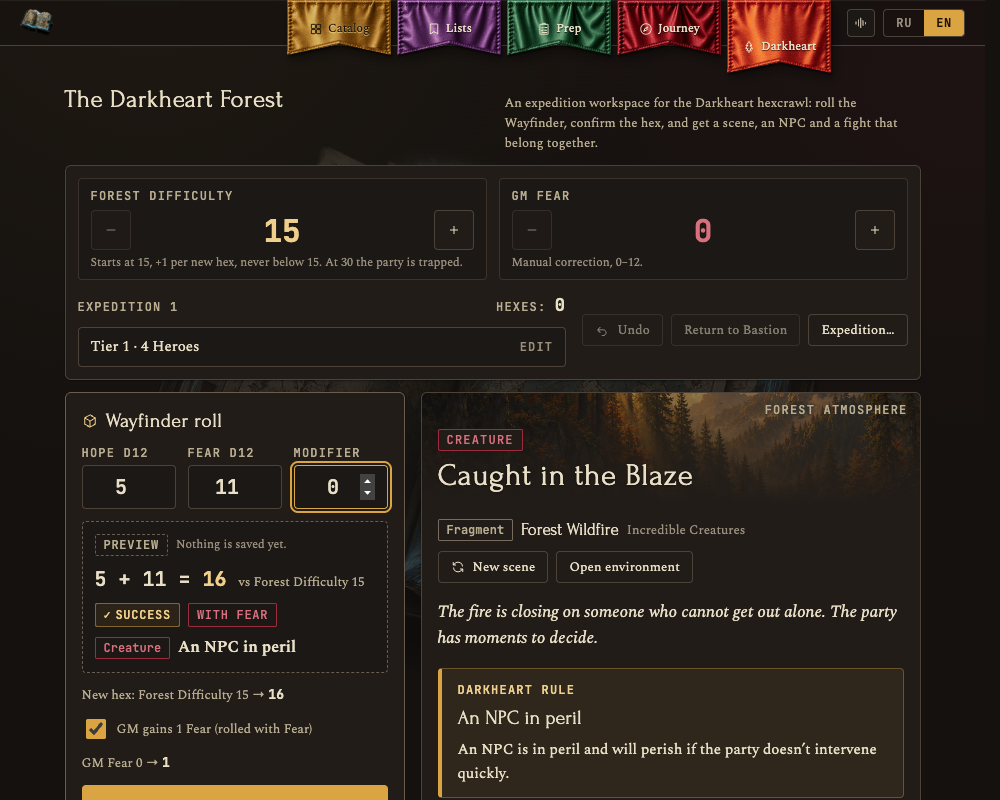 Catalog
Lists
Prep
Journey
Darkheart
RU
EN
The Darkheart Forest
An expedition workspace for the Darkheart hexcrawl: roll the
Wayfinder, confirm the hex, and get a scene, an NPC and a fight that
belong together.
FOREST DIFFICULTY
− 15 +
Starts at 15, +1 per new hex, never below 15. At 30 the party is trapped.
GM FEAR
− 0 +
Manual correction, 0–12.
EXPEDITION 1
HEXES: 0
Tier 1 · 4 Heroes
EDIT
Undo
Return to Bastion
Expedition…
Wayfinder roll
HOPE D12
FEAR D12
MODIFIER
5
11
0
PREVIEW Nothing is saved yet.
5 + 11 = 16 vs Forest Difficulty 15
✓ SUCCESS WITH FEAR
Creature An NPC in peril
New hex: Forest Difficulty 15 → 16
GM gains 1 Fear (rolled with Fear)
GM Fear 0 → 1
FOREST ATMOSPHERE
CREATURE
Caught in the Blaze
Fragment Forest Wildfire Incredible Creatures
New scene
Open environment
The fire is closing on someone who cannot get out alone. The party
has moments to decide.
DARKHEART RULE
An NPC in peril
An NPC is in peril and will perish if the party doesn’t intervene
quickly.